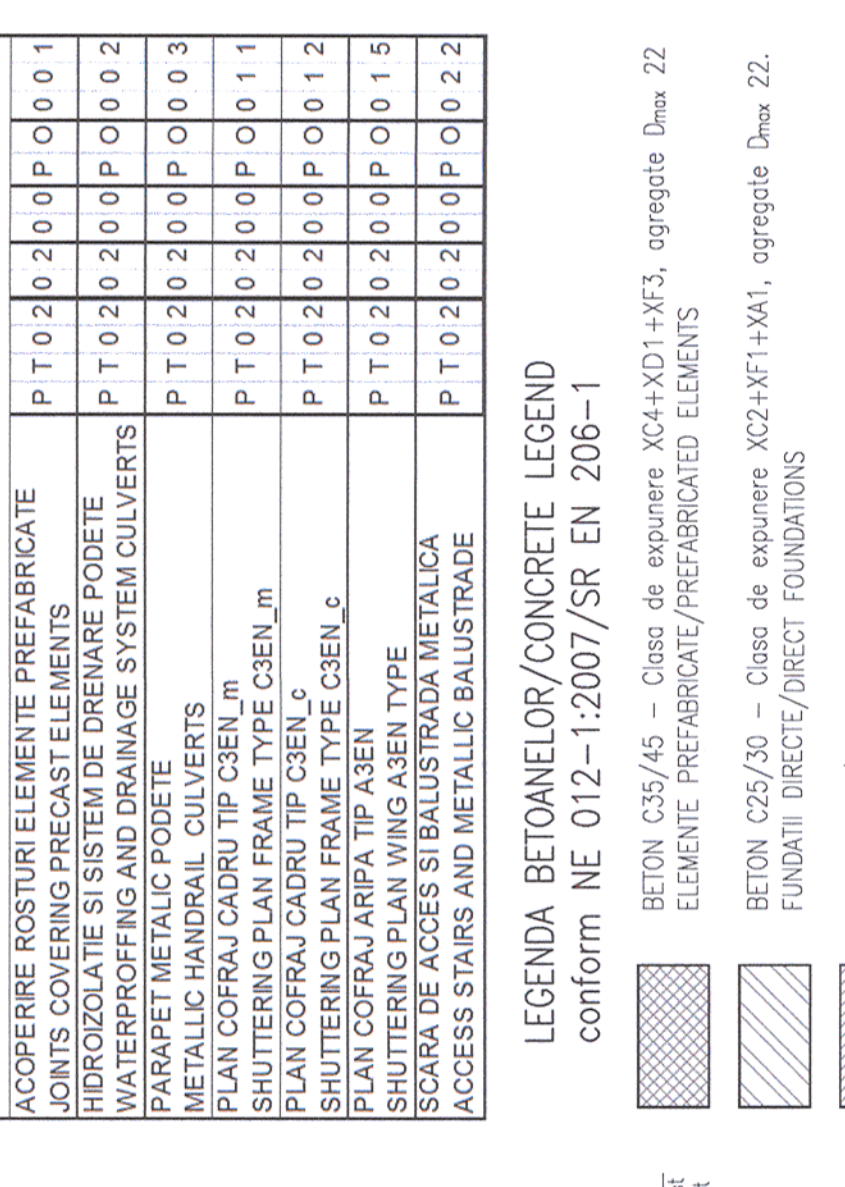 ACOPERIRE ROSTURI ELEMENTE PREFABRICATE
JOINTS COVERING PRECAST ELEMENTS
P T 0 2 0 2 0 0 P O 0 0 1
HIDROIZOLATIE SI SISTEM DE DRENARE PODETE
WATERPROFFING AND DRAINAGE SYSTEM CULVERTS
P T 0 2 0 2 0 0 P O 0 0 2
PARAPET METALIC PODETE
METALLIC HANDRAIL CULVERTS
P T 0 2 0 2 0 0 P O 0 0 3
PLAN COFRAJ CADRU TIP C3EN_m
SHUTTERING PLAN FRAME TYPE C3EN_m
P T 0 2 0 2 0 0 P O 0 1 1
PLAN COFRAJ CADRU TIP C3EN_c
SHUTTERING PLAN FRAME TYPE C3EN_c
P T 0 2 0 2 0 0 P O 0 1 2
PLAN COFRAJ ARIPA TIP A3EN
SHUTTERING PLAN WING A3EN TYPE
P T 0 2 0 2 0 0 P O 0 1 5
SCARA DE ACCES SI BALUSTRADA METALICA
ACCESS STAIRS AND METALLIC BALUSTRADE
P T 0 2 0 2 0 0 P O 0 2 2
LEGENDA BETOANELOR/CONCRETE LEGEND
conform NE 012-1:2007/SR EN 206-1
BETON C35/45 - Clasa de expunere XC4+XD1+XF3, agregate Dmax 22
ELEMENTE PREFABRICATE/PREFABRICATED ELEMENTS
BETON C25/30 - Clasa de expunere XC2+XF1+XA1, agregate Dmax 22.
FUNDATII DIRECTE/DIRECT FOUNDATIONS